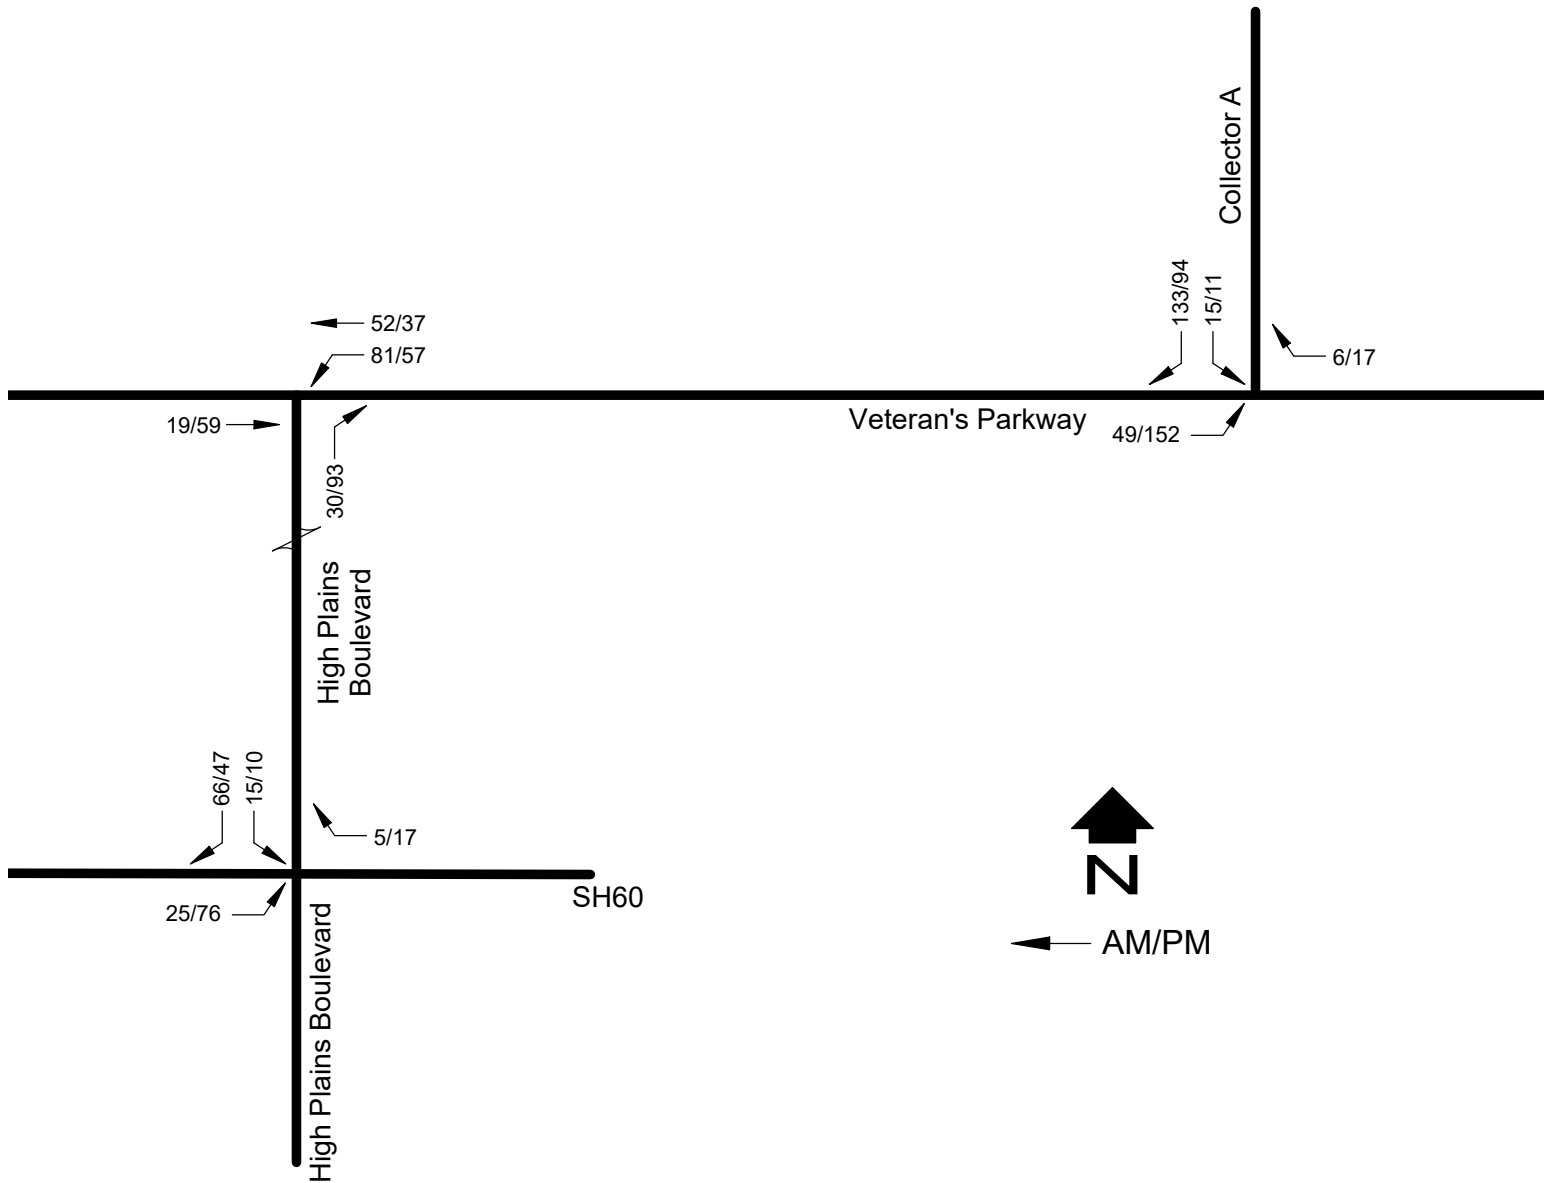 Collector A
133/94
15/11
52/37
81/57
6/17
19/59
Veteran's Parkway
49/152
30/93
High Plains
Boulevard
66/47
15/10
5/17
N
25/76
SH60
AM/PM
High Plains Boulevard